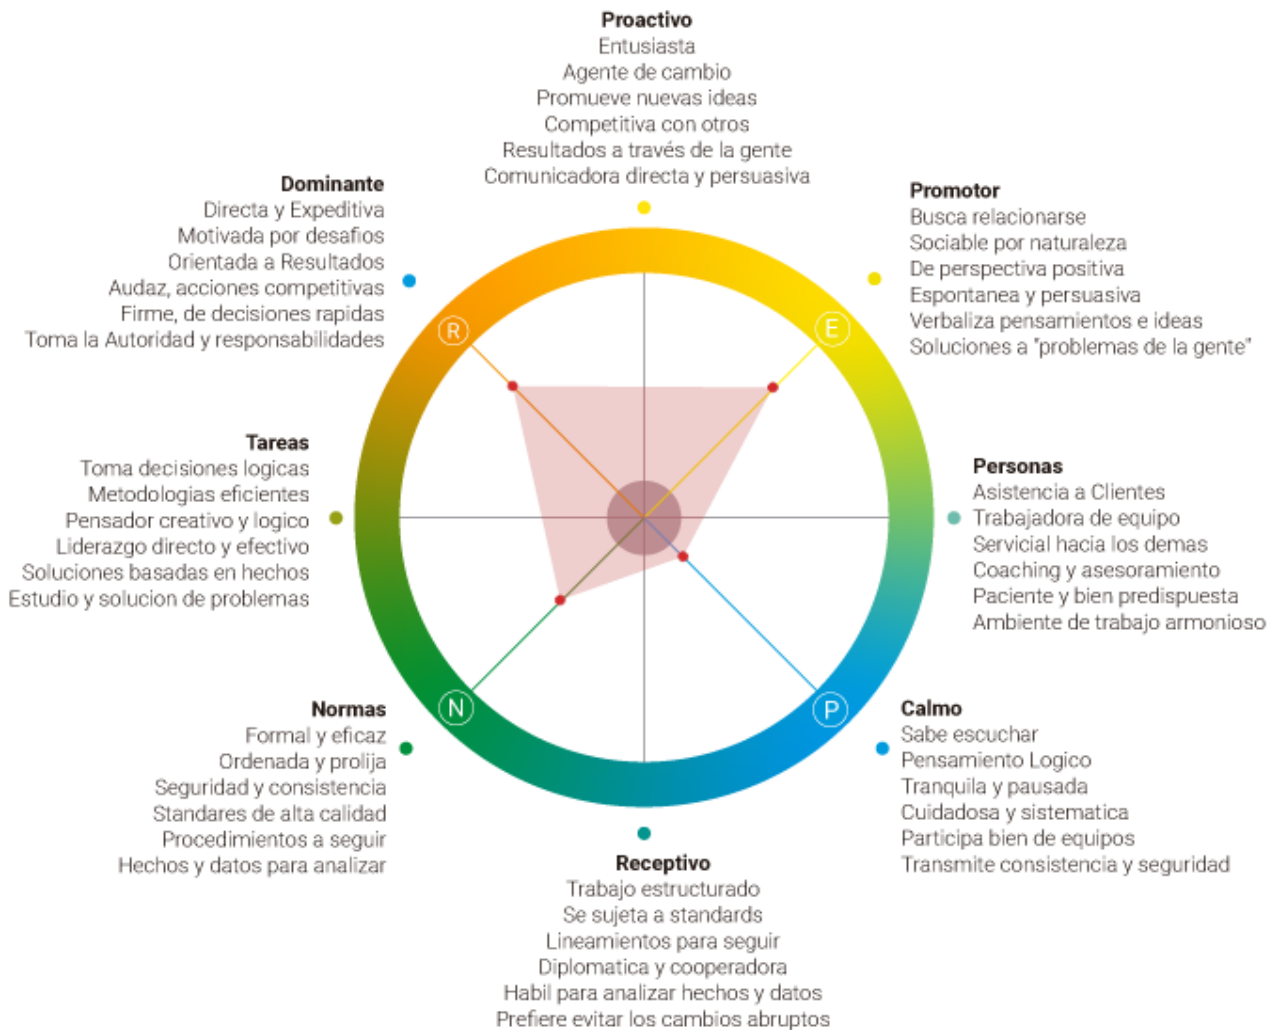 Proactivo
Entusiasta
Agente de cambio
Promueve nuevas ideas
Competitiva con otros
Resultados a través de la gente
Comunicadora directa y persuasiva
Dominante
Directa y Expeditiva
Motivada por desafios
Orientada a Resultados
Audaz, acciones competitivas
Firme, de decisiones rapidas
Toma la Autoridad y responsabilidades
Promotor
Busca relacionarse
Sociable por naturaleza
De perspectiva positiva
Espontanea y persuasiva
Verbaliza pensamientos e ideas
Soluciones a "problemas de la gente"
R
E
Tareas
Toma decisiones logicas
Metodologias eficientes
Pensador creativo y logico
Liderazgo directo y efectivo
Soluciones basadas en hechos
Estudio y solucion de problemas
Personas
Asistencia a Clientes
Trabajadora de equipo
Servicial hacia los demas
Coaching y asesoramiento
Paciente y bien predispuesta
Ambiente de trabajo armonioso
N
P
Normas
Formal y eficaz
Ordenada y prolija
Seguridad y consistencia
Standares de alta calidad
Procedimientos a seguir
Hechos y datos para analizar
Calmo
Sabe escuchar
Pensamiento Logico
Tranquila y pausada
Cuidadosa y sistematica
Participa bien de equipos
Transmite consistencia y seguridad
Receptivo
Trabajo estructurado
Se sujeta a standards
Lineamientos para seguir
Diplomatica y cooperadora
Habil para analizar hechos y datos
Prefiere evitar los cambios abruptos